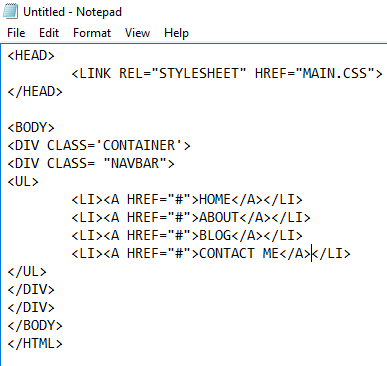 Untitled - Notepad
File Edit Format View Help
<HEAD>
<LINK REL="STYLESHEET" HREF="MAIN.CSS">
</HEAD>
<BODY>
<DIV CLASS='CONTAINER'>
<DIV CLASS= "NAVBAR">
<UL>
<LI><A HREF="#">HOME</A></LI>
<LI><A HREF="#">ABOUT</A></LI>
<LI><A HREF="#">BLOG</A></LI>
<LI><A HREF="#">CONTACT ME</A></LI>
</UL>
</DIV>
</DIV>
</BODY>
</HTML>